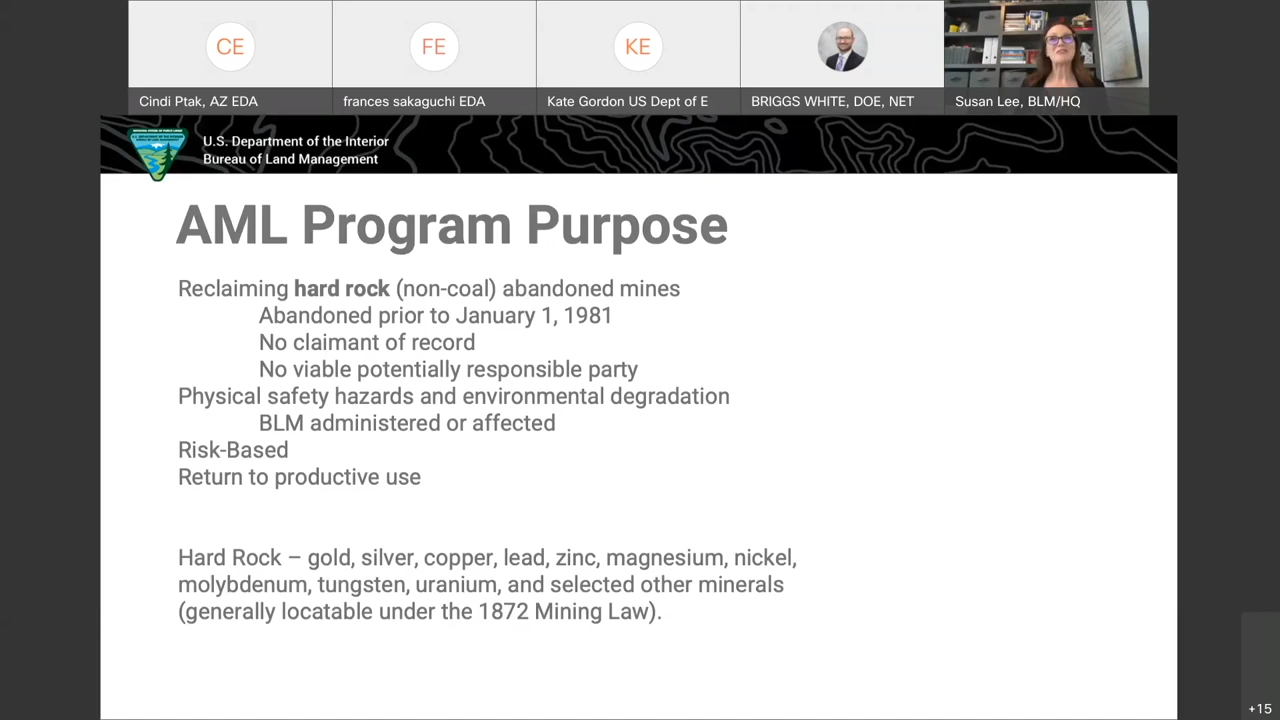 CE
FE
KE
Cindi Ptak, AZ EDA
frances sakaguchi EDA
Kate Gordon US Dept of E
BRIGGS WHITE, DOE, NET
Susan Lee, BLM/HQ
U.S. Department of the Interior
Bureau of Land Management
AML Program Purpose
Reclaiming hard rock (non-coal) abandoned mines
Abandoned prior to January 1, 1981
No claimant of record
No viable potentially responsible party
Physical safety hazards and environmental degradation
BLM administered or affected
Risk-Based
Return to productive use
Hard Rock – gold, silver, copper, lead, zinc, magnesium, nickel,
molybdenum, tungsten, uranium, and selected other minerals
(generally locatable under the 1872 Mining Law).
+15